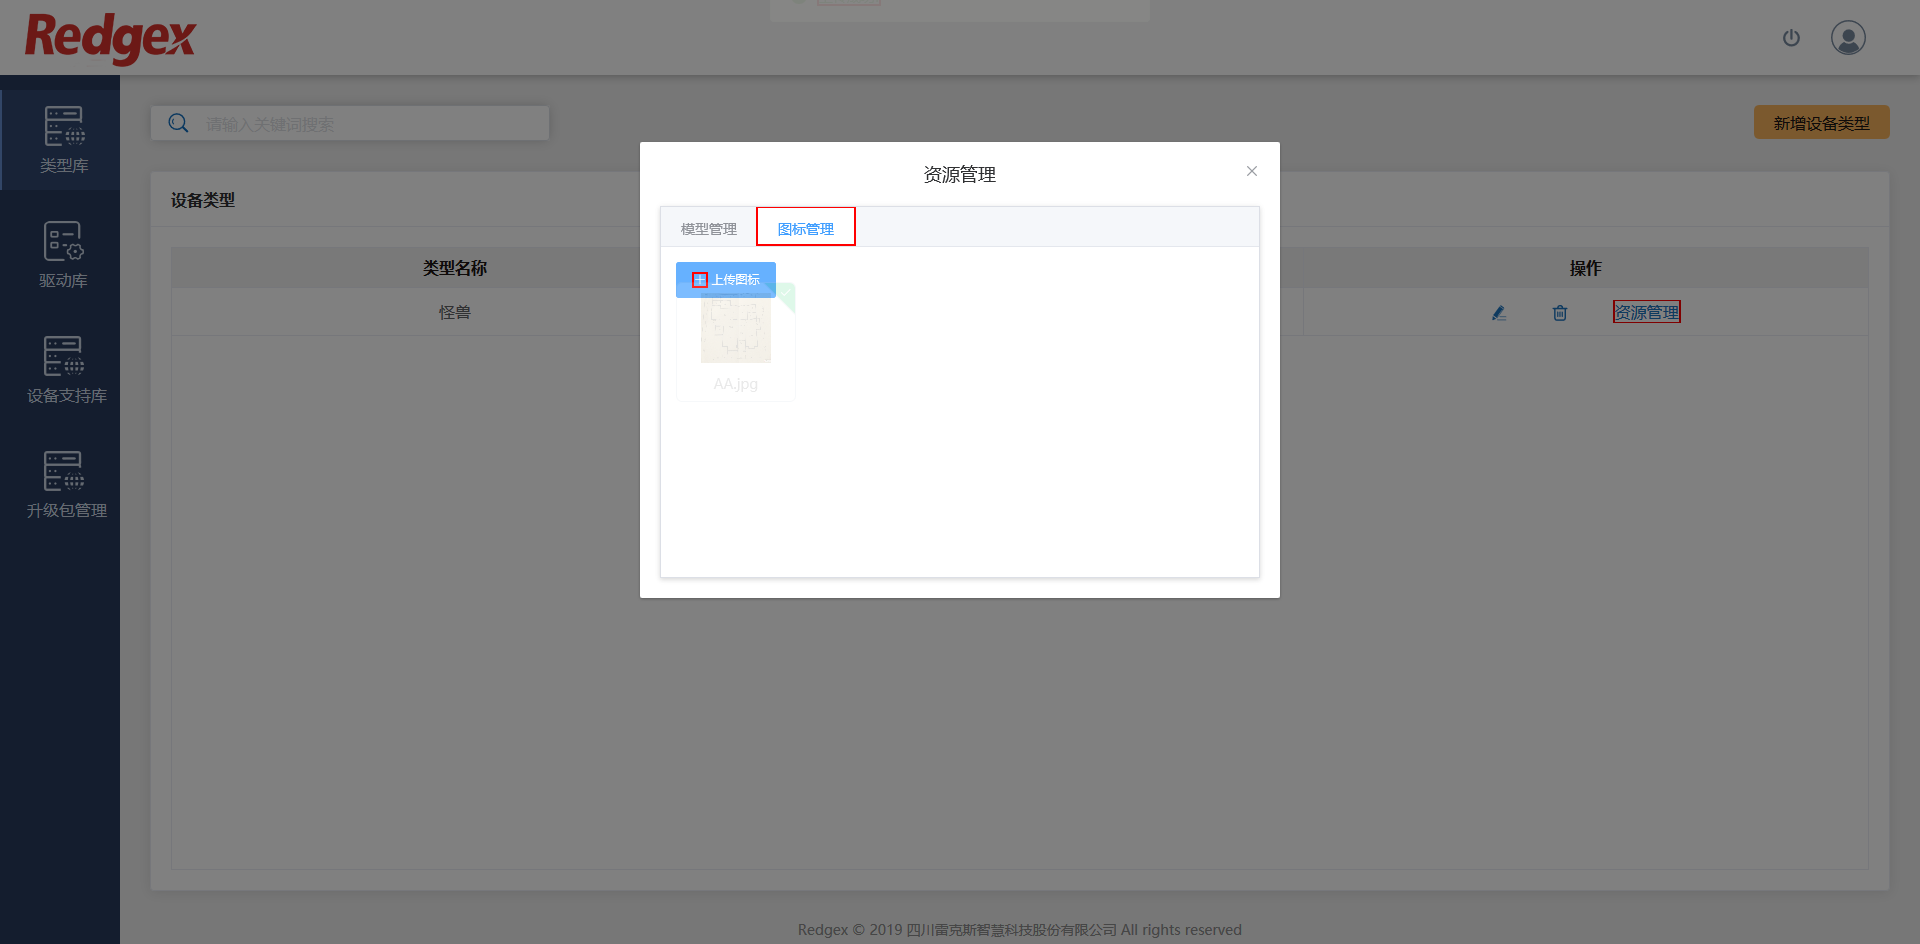 Redgex
类型库
驱动库
设备支持库
升级包管理
请输入关键词搜索
新增设备类型
设备类型
类型名称
操作
怪兽
资源管理
资源管理
模型管理
图标管理
上传图标
AA.jpg
Redgex © 2019 四川雷克斯智慧科技股份有限公司 All rights reserved